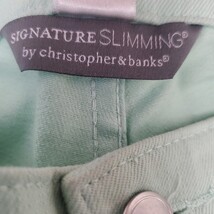 SIGNATURE SLIMMING®
by christopher&banks®